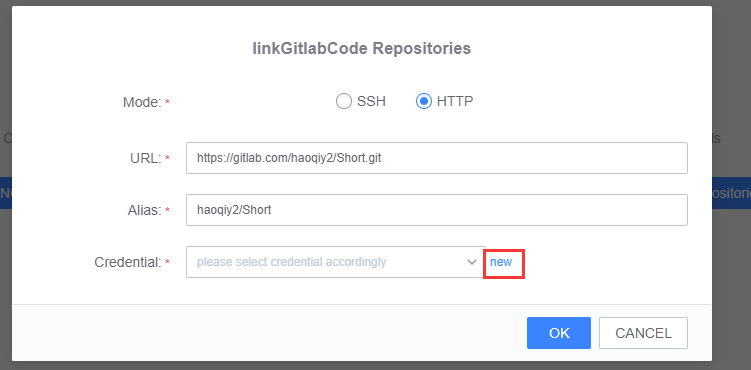 linkGitlabCode Repositories
Mode: *
SSH
HTTP
URL: *
https://gitlab.com/haoqiy2/Short.git
Alias: *
haoqiy2/Short
Credential: *
please select credential accordingly
new
OK
CANCEL